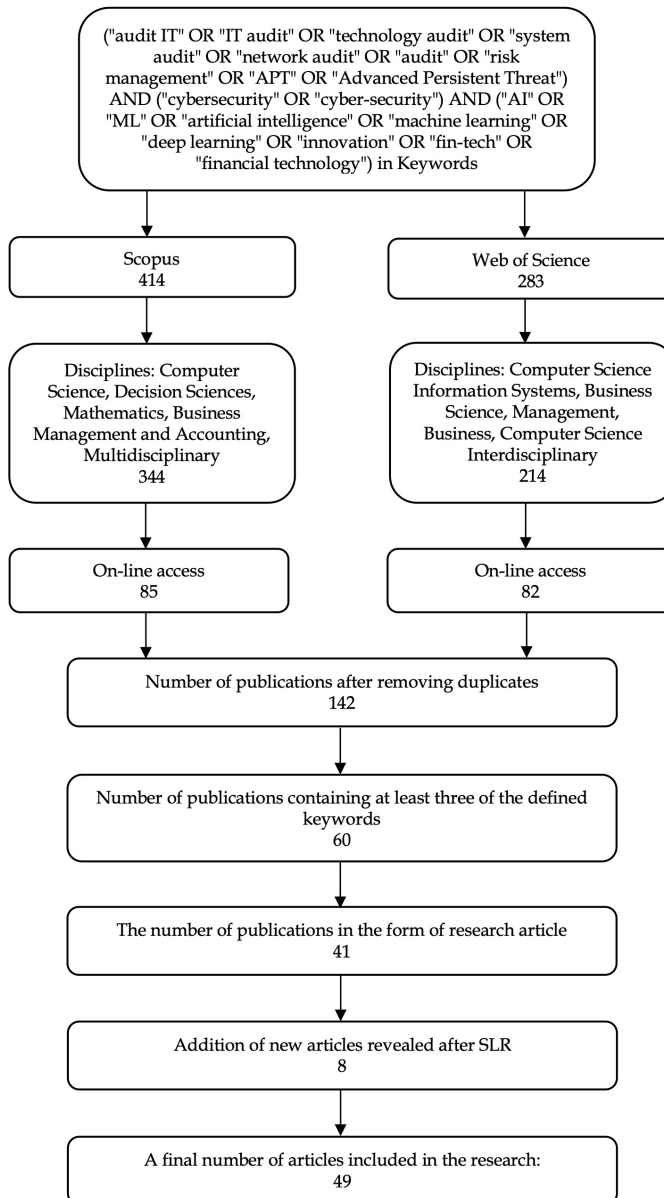 ("audit IT" OR "IT audit" OR "technology audit" OR "system
audit" OR "network audit" OR "audit" OR "risk
management" OR "APT" OR "Advanced Persistent Threat")
AND ("cybersecurity" OR "cyber-security") AND ("AI" OR
"ML" OR "artificial intelligence" OR "machine learning" OR
"deep learning" OR "innovation" OR "fin-tech" OR
"financial technology") in Keywords
Scopus
414
Web of Science
283
Disciplines: Computer
Science, Decision Sciences,
Mathematics, Business
Management and Accounting,
Multidisciplinary
344
Disciplines: Computer Science
Information Systems, Business
Science, Management,
Business, Computer Science
Interdisciplinary
214
On-line access
85
On-line access
82
Number of publications after removing duplicates
142
Number of publications containing at least three of the defined
keywords
60
The number of publications in the form of research article
41
Addition of new articles revealed after SLR
8
A final number of articles included in the research:
49